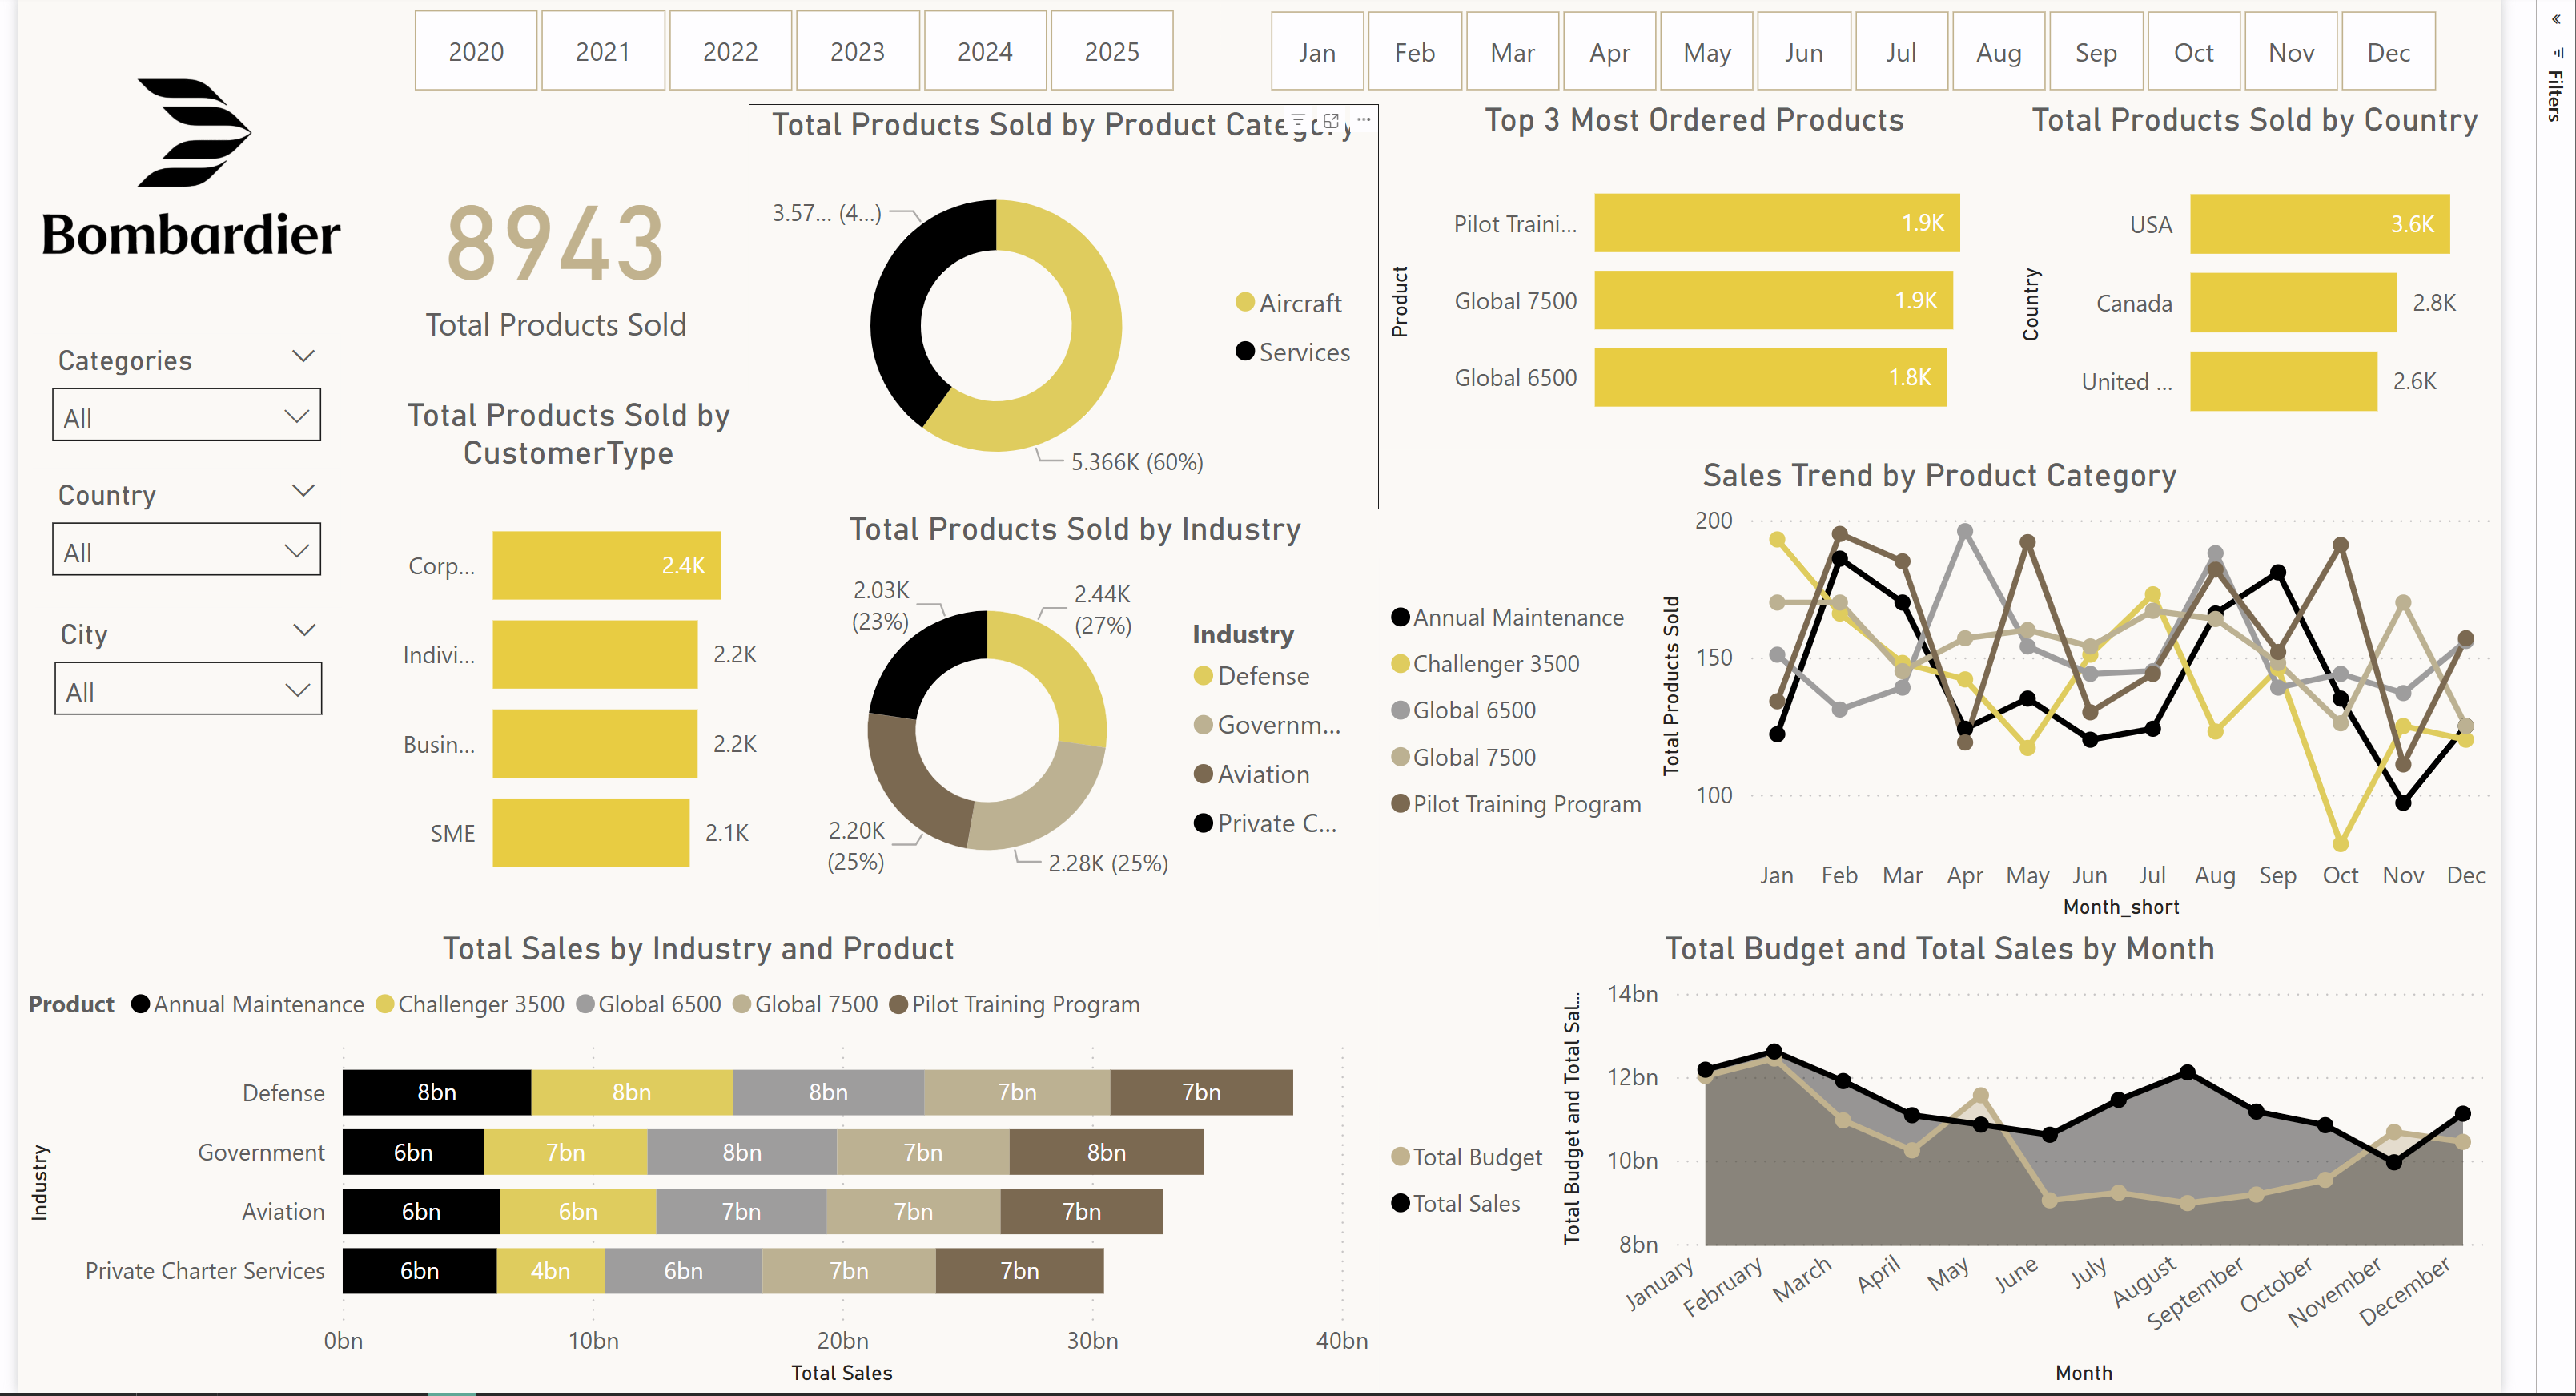 2020 2021 2022 2023 2024 2025
Jan Feb Mar Apr May Jun Jul Aug Sep Oct Nov Dec
Filters
Bombardier
8943
Total Products Sold
Categories
All
Country
All
City
All
Total Products Sold by Product Category
3.57... (4...)
5.366K (60%)
Aircraft
Services
Top 3 Most Ordered Products
Product
Pilot Traini... 1.9K
Global 7500 1.9K
Global 6500 1.8K
Total Products Sold by Country
Country
USA 3.6K
Canada 2.8K
United ... 2.6K
Total Products Sold by
CustomerType
Corp... 2.4K
Indivi... 2.2K
Busin... 2.2K
SME 2.1K
Total Products Sold by Industry
2.03K
(23%)
2.44K
(27%)
2.20K
(25%)
2.28K (25%)
Industry
Defense
Governm...
Aviation
Private C...
Sales Trend by Product Category
Annual Maintenance
Challenger 3500
Global 6500
Global 7500
Pilot Training Program
Total Products Sold
200
150
100
Jan Feb Mar Apr May Jun Jul Aug Sep Oct Nov Dec
Month_short
Total Sales by Industry and Product
Product Annual Maintenance Challenger 3500 Global 6500 Global 7500 Pilot Training Program
Industry
Defense 8bn 8bn 8bn 7bn 7bn
Government 6bn 7bn 8bn 7bn 8bn
Aviation 6bn 6bn 7bn 7bn 7bn
Private Charter Services 6bn 4bn 6bn 7bn 7bn
0bn 10bn 20bn 30bn 40bn
Total Sales
Total Budget and Total Sales by Month
Total Budget
Total Sales
Total Budget and Total Sal...
14bn
12bn
10bn
8bn
January February March April May June July August September October November December
Month